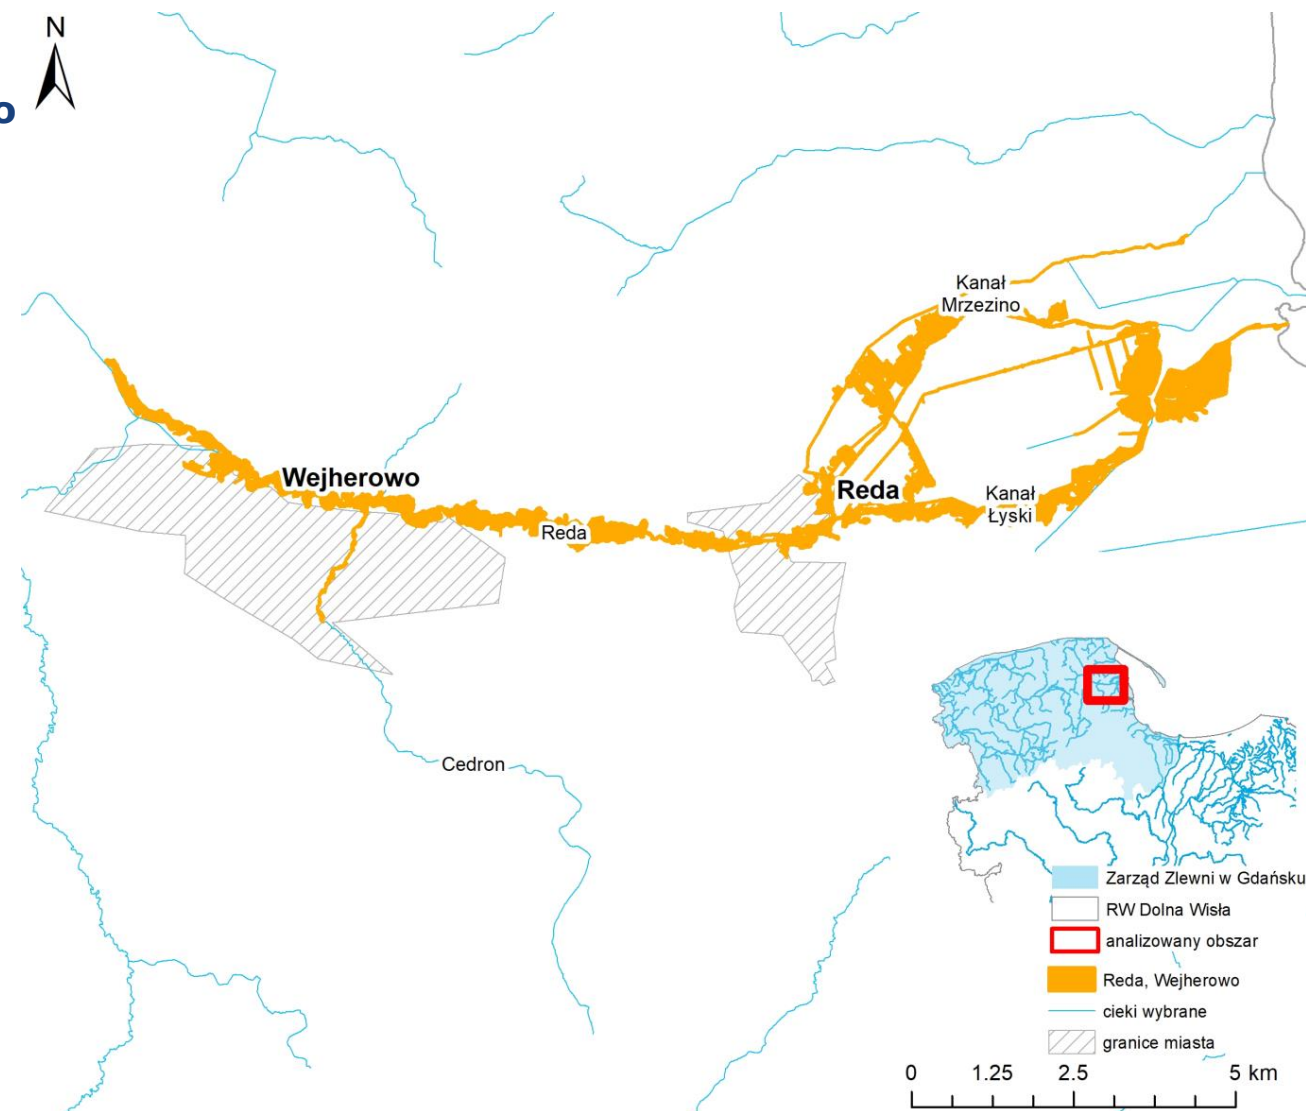 N
o
Kanał
Mrzezino
Wejherowo
Reda
Kanał
Łyski
Reda
Cedron
Zarząd Zlewni w Gdańsku
RW Dolna Wisła
analizowany obszar
Reda, Wejherowo
cieki wybrane
granice miasta
0 1.25 2.5 5 km